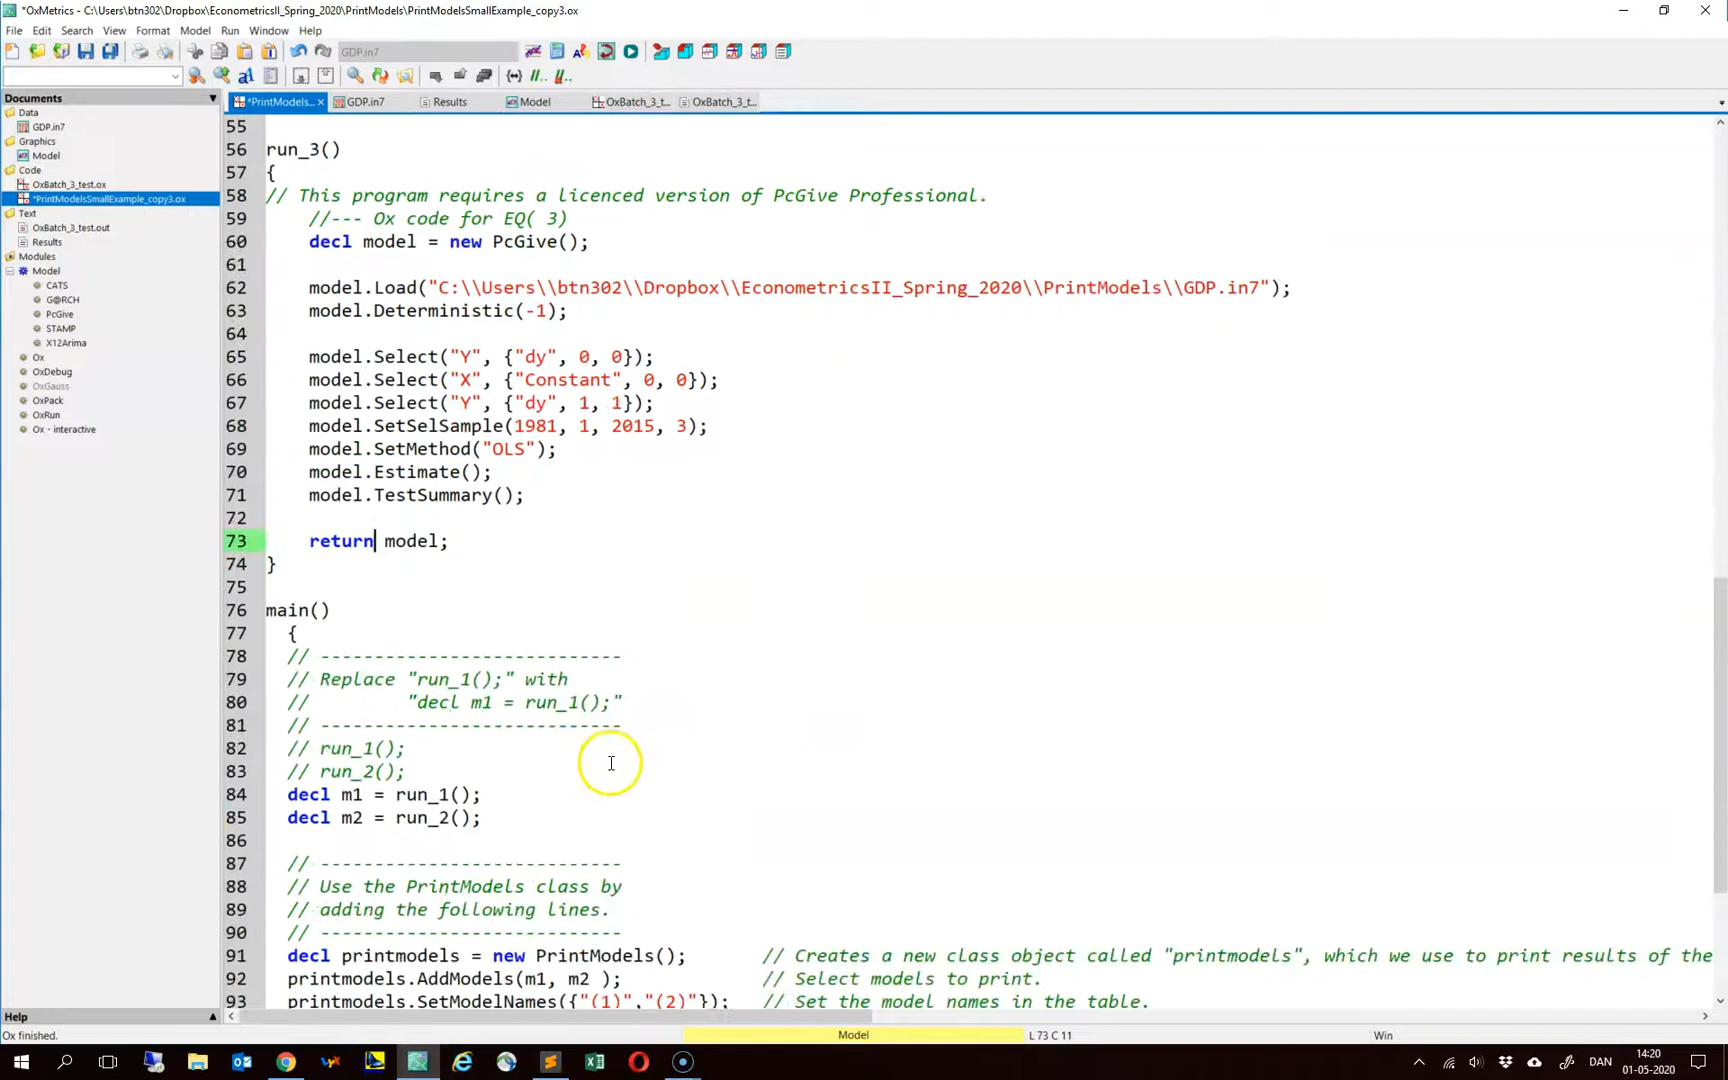 *OxMetrics - C:\Users\btn302\Dropbox\EconometricsII_Spring_2020\PrintModels\PrintModelsSmallExample_copy3.ox
File Edit Search View Format Model Run Window Help
GDP.in7
Documents
Data
GDP.in7
Graphics
Model
Code
OxBatch_3_test.ox
*PrintModelsSmallExample_copy3.ox
Text
OxBatch_3_test.out
Results
Modules
Model
CATS
G@RCH
PcGive
STAMP
X12Arima
Ox
OxDebug
OxGauss
OxPack
OxRun
Ox - interactive
Help
*PrintModels... × GDP.in7 Results Model OxBatch_3_t... OxBatch_3_t...
55
56 run_3()
57 {
58 // This program requires a licenced version of PcGive Professional.
59 //--- Ox code for EQ( 3)
60 decl model = new PcGive();
61
62 model.Load("C:\\Users\\btn302\\Dropbox\\EconometricsII_Spring_2020\\PrintModels\\GDP.in7");
63 model.Deterministic(-1);
64
65 model.Select("Y", {"dy", 0, 0});
66 model.Select("X", {"Constant", 0, 0});
67 model.Select("Y", {"dy", 1, 1});
68 model.SetSelSample(1981, 1, 2015, 3);
69 model.SetMethod("OLS");
70 model.Estimate();
71 model.TestSummary();
72
73 return model;
74 }
75
76 main()
77 {
78 // ----------------------------
79 // Replace "run_1();" with
80 // "decl m1 = run_1();"
81 // ----------------------------
82 // run_1();
83 // run_2();
84 decl m1 = run_1();
85 decl m2 = run_2();
86
87 // ----------------------------
88 // Use the PrintModels class by
89 // adding the following lines.
90 // ----------------------------
91 decl printmodels = new PrintModels(); // Creates a new class object called "printmodels", which we use to print results of the
92 printmodels.AddModels(m1, m2 ); // Select models to print.
93 printmodels.SetModelNames({"(1)","(2)"}); // Set the model names in the table.
Ox finished. Model L 73 C 11 Win
DAN 14:20
01-05-2020